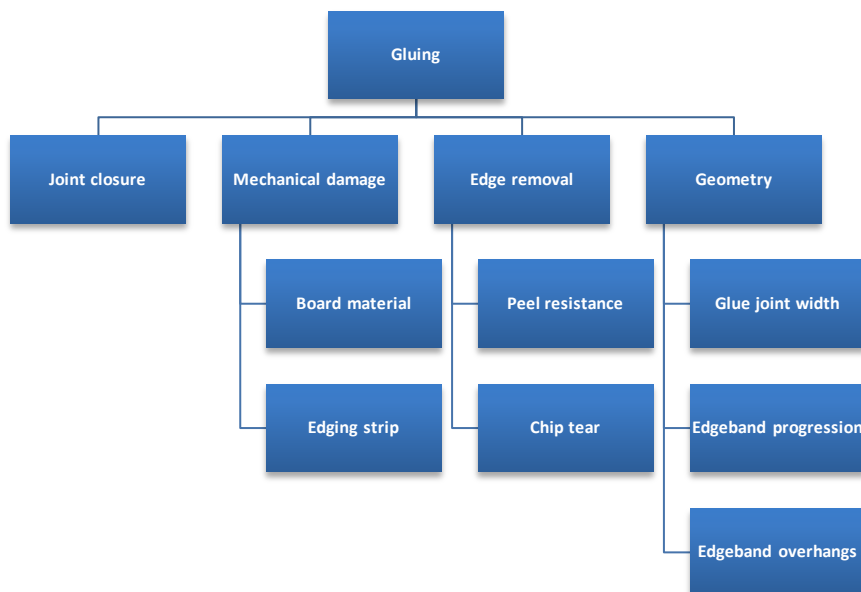 Gluing
Joint closure
Mechanical damage
Edge removal
Geometry
Board material
Peel resistance
Glue joint width
Edging strip
Chip tear
Edgeband progression
Edgeband overhangs